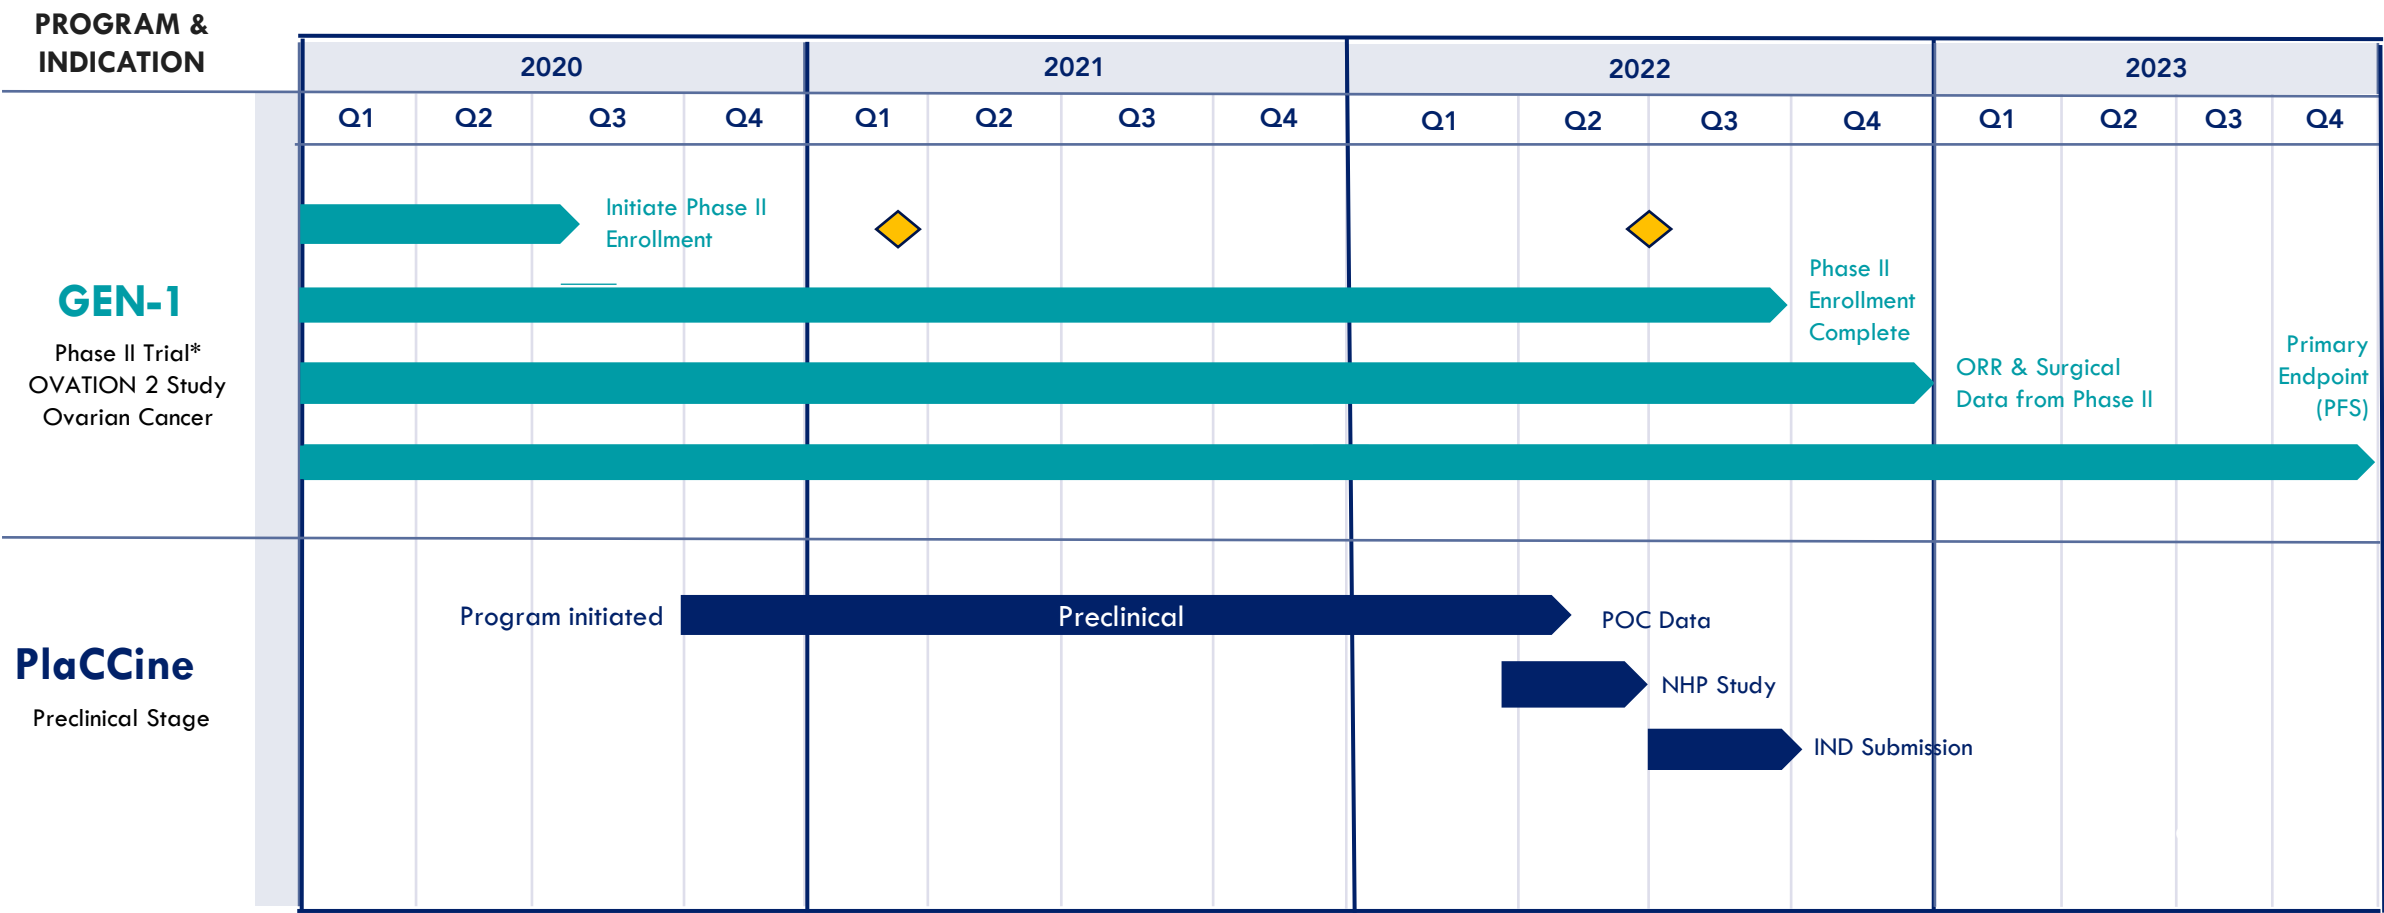 PROGRAM &
INDICATION
2020
2021
2022
2023
Q1
Q2
Q3
Q4
Q1
Q2
Q3
Q4
Q1
Q2
Q3
Q4
Q1
Q2
Q3
Q4
GEN-1
Phase II Trial*
OVATION 2 Study
Ovarian Cancer
Initiate Phase II
Enrollment
Phase II
Enrollment
Complete
ORR & Surgical
Data from Phase II
Primary
Endpoint
(PFS)
PlaCCine
Preclinical Stage
Program initiated
Preclinical
POC Data
NHP Study
IND Submission